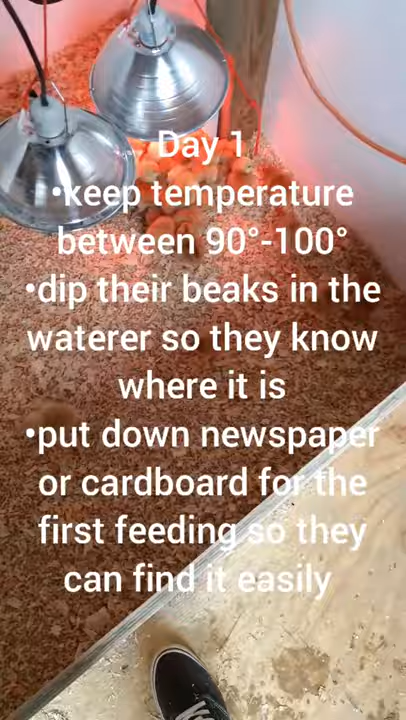 Day 1
•keep temperature
between 90°-100°
•dip their beaks in the
waterer so they know
where it is
•put down newspaper
or cardboard for the
first feeding so they
can find it easily